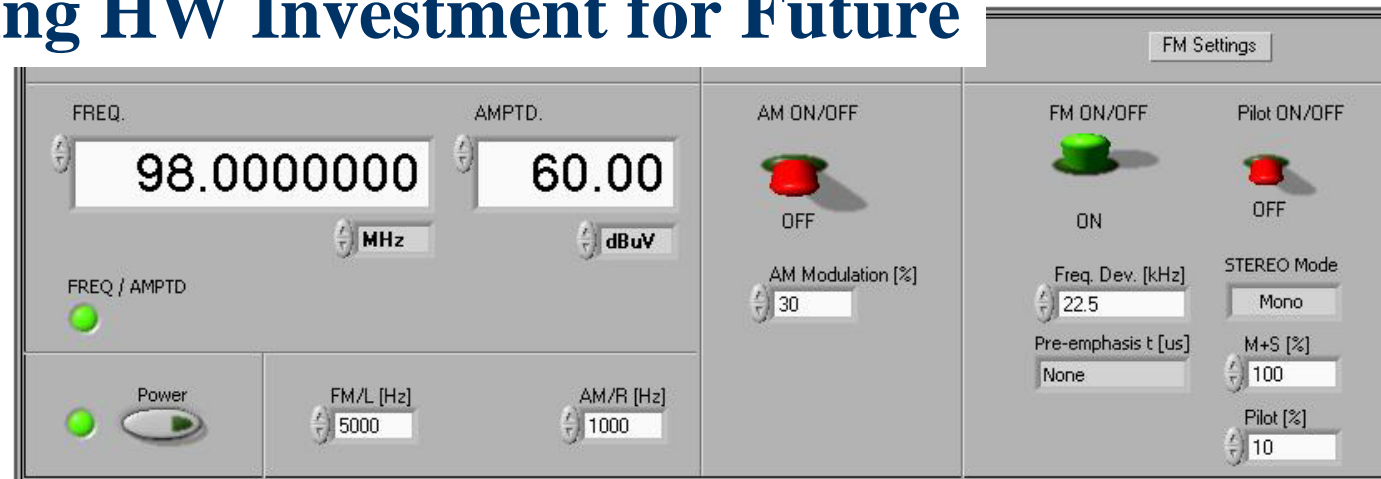 ng HW Investment for Future
FM Settings
FREQ.
AMPTD.
AM ON/OFF
FM ON/OFF
Pilot ON/OFF
98.0000000
60.00
OFF
ON
OFF
MHz
dBuV
FREQ / AMPTD
AM Modulation [%]
30
Freq. Dev. [kHz]
22.5
STEREO Mode
Mono
Pre-emphasis t [us]
None
M+S [%]
100
Power
FM/L [Hz]
5000
AM/R [Hz]
1000
Pilot [%]
10